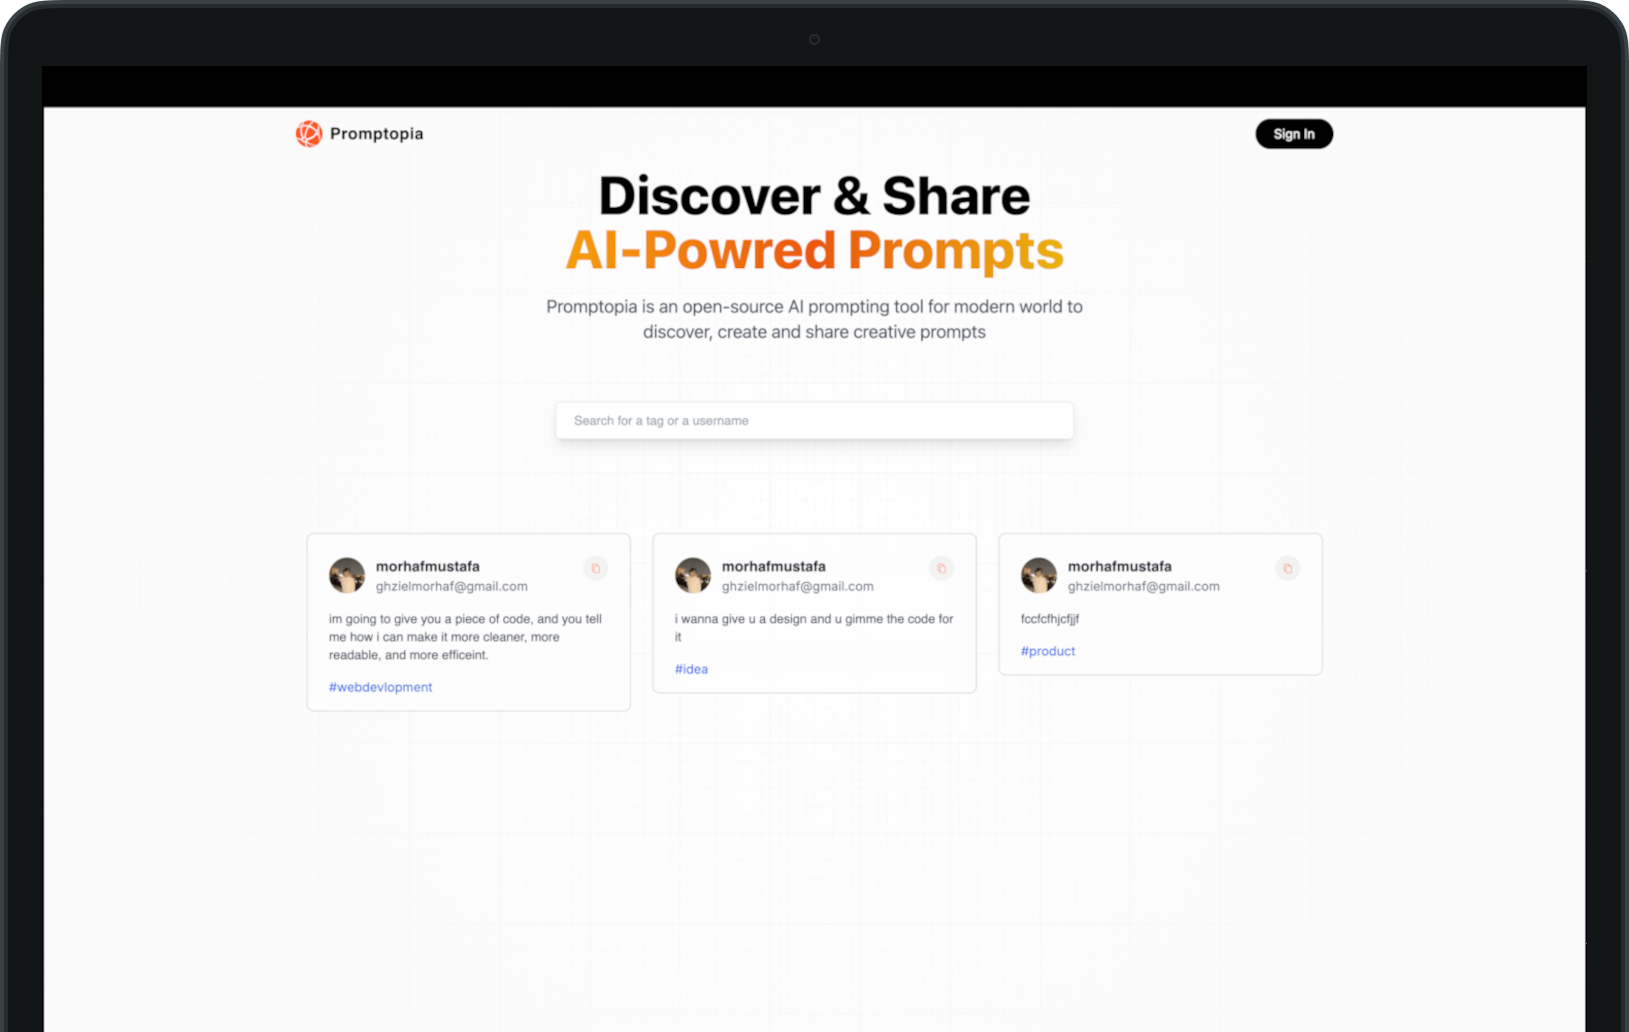 Promptopia
Sign In
Discover & Share
AI-Powred Prompts
Promptopia is an open-source AI prompting tool for modern world to
discover, create and share creative prompts
Search for a tag or a username
morhafmustafa
ghzielmorhaf@gmail.com
im going to give you a piece of code, and you tell
me how i can make it more cleaner, more
readable, and more efficeint.
#webdevlopment
morhafmustafa
ghzielmorhaf@gmail.com
i wanna give u a design and u gimme the code for
it
#idea
morhafmustafa
ghzielmorhaf@gmail.com
fccfcfhjcfjjf
#product